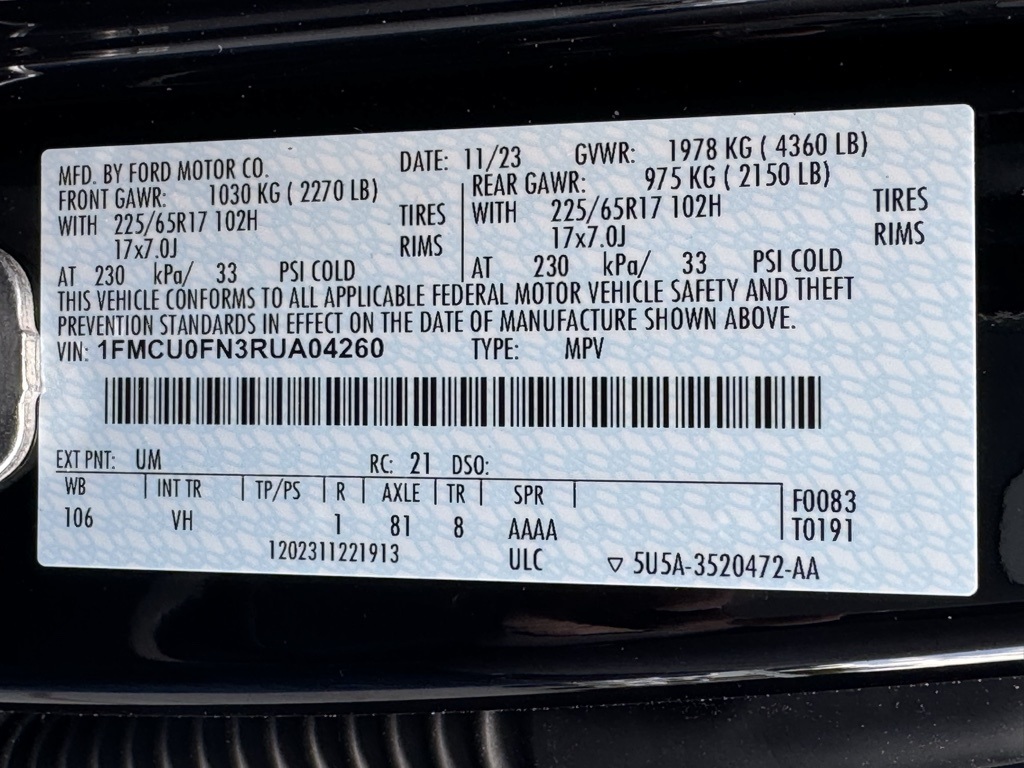 MFD. BY FORD MOTOR CO. DATE: 11/23 GVWR: 1978 KG ( 4360 LB)
FRONT GAWR: 1030 KG ( 2270 LB) REAR GAWR: 975 KG ( 2150 LB)
WITH 225/65R17 102H TIRES WITH 225/65R17 102H TIRES
17x7.0J RIMS 17x7.0J RIMS
AT 230 kPa/ 33 PSI COLD AT 230 kPa/ 33 PSI COLD
THIS VEHICLE CONFORMS TO ALL APPLICABLE FEDERAL MOTOR VEHICLE SAFETY AND THEFT
PREVENTION STANDARDS IN EFFECT ON THE DATE OF MANUFACTURE SHOWN ABOVE.
VIN: 1FMCU0FN3RUA04260 TYPE: MPV
EXT PNT: UM RC: 21 DSO:
WB INT TR TP/PS R AXLE TR SPR F0083
106 VH 1 81 8 AAAA T0191
1202311221913 ULC ▽ 5U5A-3520472-AA